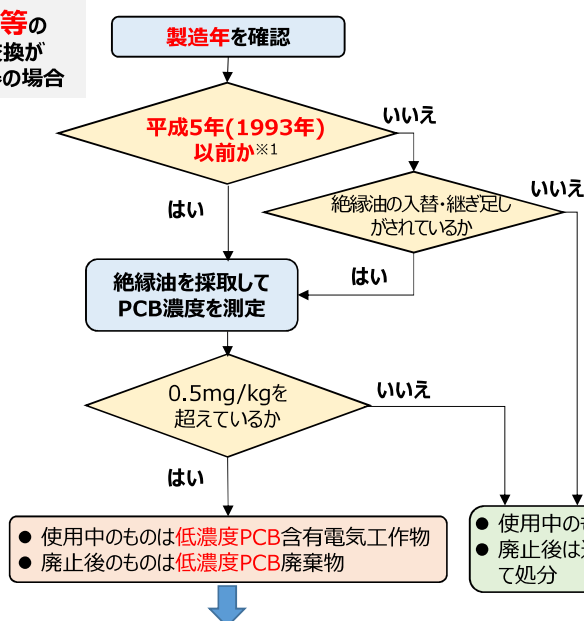 等の
換が
の場合
製造年を確認
平成5年(1993年)
以前か※1
いいえ
はい
絶縁油の入替・継ぎ足し
がされているか
いいえ
はい
絶縁油を採取して
PCB濃度を測定
0.5mg/kgを
超えているか
いいえ
はい
● 使用中のものは低濃度PCB含有電気工作物
● 廃止後のものは低濃度PCB廃棄物
● 使用中の
● 廃止後は
て処分